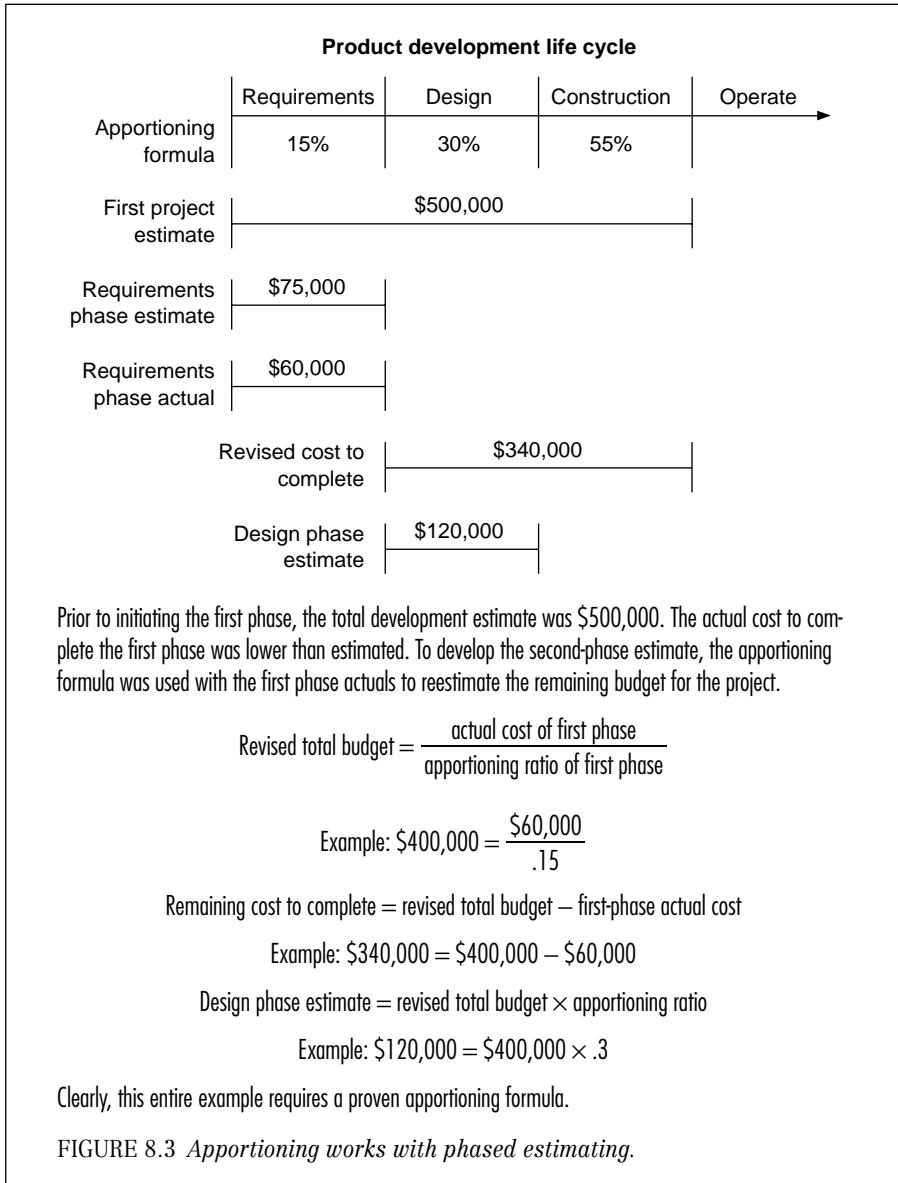 Product development life cycle
Requirements Design Construction Operate
Apportioning
formula
15% 30% 55%
First project
estimate
$500,000
Requirements
phase estimate
$75,000
Requirements
phase actual
$60,000
Revised cost to
complete
$340,000
Design phase
estimate
$120,000
Prior to initiating the first phase, the total development estimate was $500,000. The actual cost to com-
plete the first phase was lower than estimated. To develop the second-phase estimate, the apportioning
formula was used with the first phase actuals to reestimate the remaining budget for the project.
Revised total budget = actual cost of first phase
apportioning ratio of first phase
Example: $400,000 = $60,000
.15
Remaining cost to complete = revised total budget – first-phase actual cost
Example: $340,000 = $400,000 – $60,000
Design phase estimate = revised total budget × apportioning ratio
Example: $120,000 = $400,000 × .3
Clearly, this entire example requires a proven apportioning formula.
FIGURE 8.3 Apportioning works with phased estimating.